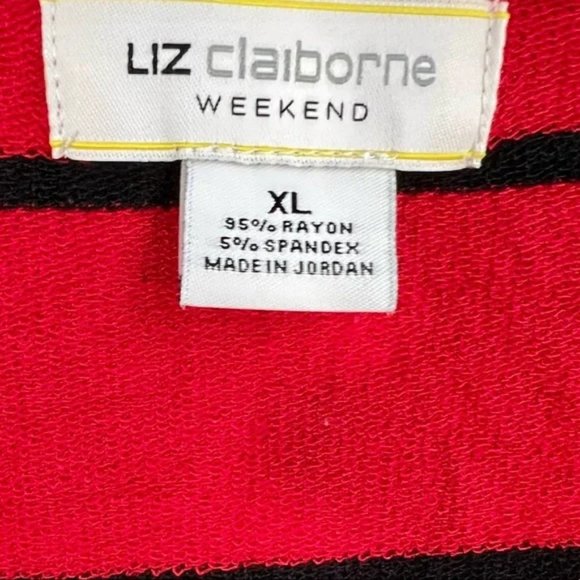 LIZ claiborne
WEEKEND
XL
95% RAYON
5% SPANDEX
MADE IN JORDAN